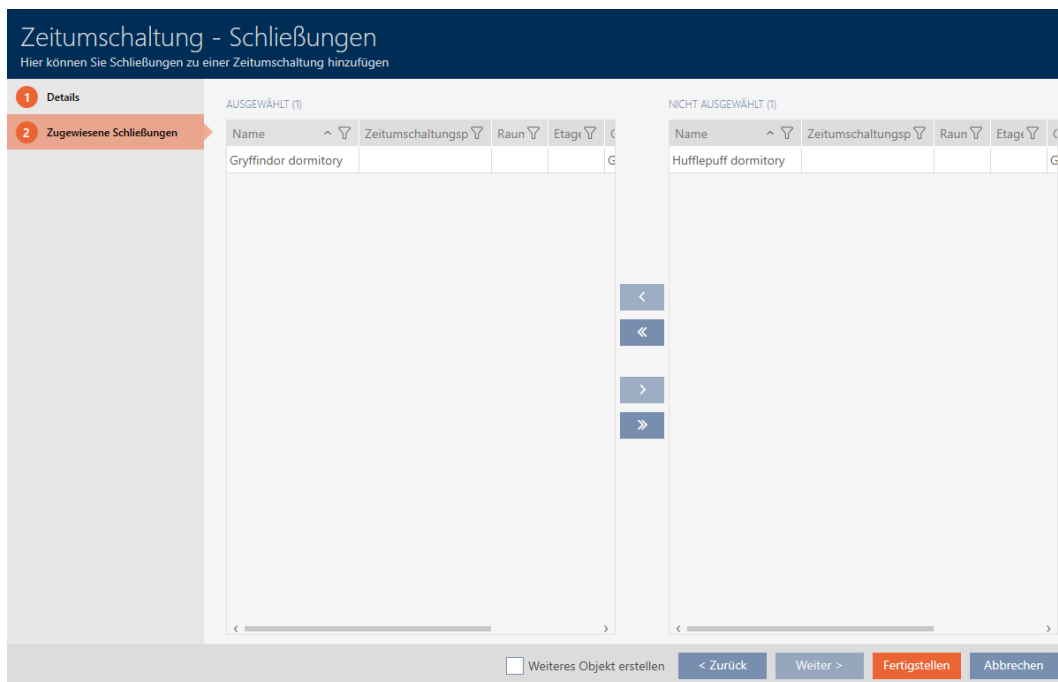 Zeitumschaltung - Schließungen
Hier können Sie Schließungen zu einer Zeitumschaltung hinzufügen
1 Details
2 Zugewiesene Schließungen
AUSGEWÄHLT (1)
Name Zeitumschaltungsp Raum Etage
Gryffindor dormitory G
NICHT AUSGEWÄHLT (1)
Name Zeitumschaltungsp Raum Etage
Hufflepuff dormitory G
Weiteres Objekt erstellen
< Zurück
Weiter >
Fertigstellen
Abbrechen